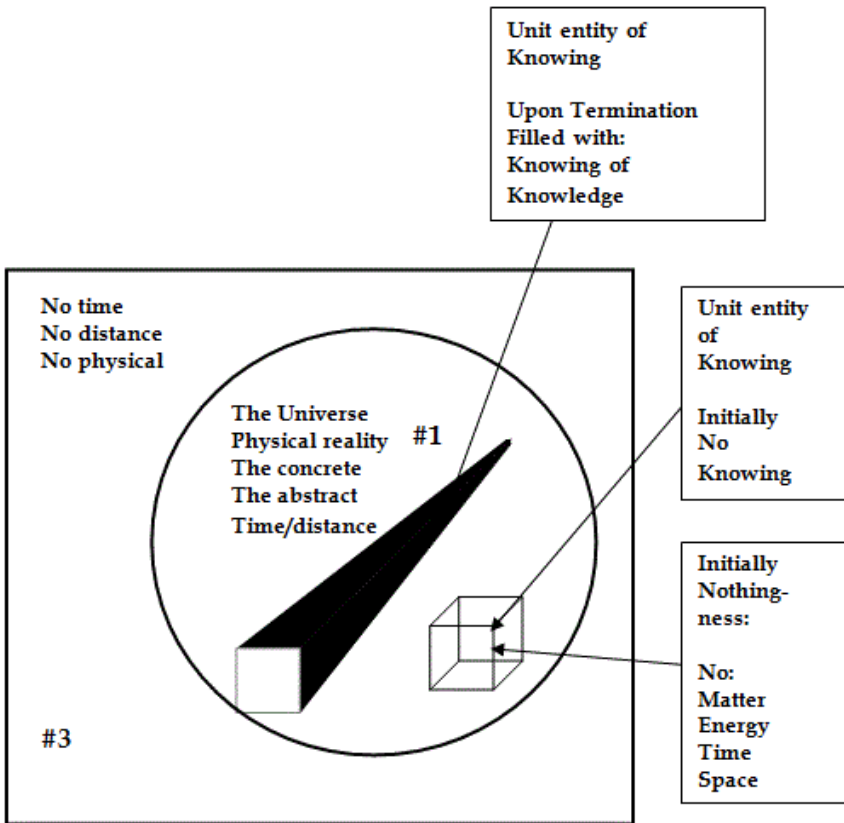 Unit entity of
Knowing
Upon Termination
Filled with:
Knowing of
Knowledge
No time
No distance
No physical
The Universe
Physical reality
The concrete
The abstract
Time/distance
#1
Unit entity
of
Knowing
Initially
No
Knowing
Initially
Nothing-
ness:
No:
Matter
Energy
Time
Space
#3